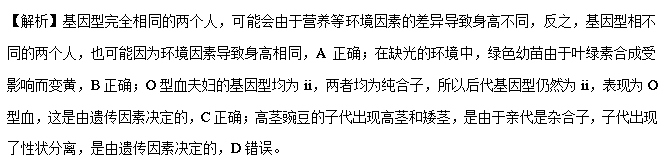 【解析】基因型完全相同的两个人，可能会由于营养等环境因素的差异导致身高不同，反之，基因型相不
同的两个人，也可能因为环境因素导致身高相同，A 正确；在缺光的环境中，绿色幼苗由于叶绿素合成受
影响而变黄，B 正确；O 型血夫妇的基因型均为 ii，两者均为纯合子，所以后代基因型仍然为 ii，表现为 O
型血，这是由遗传因素决定的，C 正确；高茎豌豆的子代出现高茎和矮茎，是由于亲代是杂合子，子代出现
了性状分离，是由遗传因素决定的，D 错误。